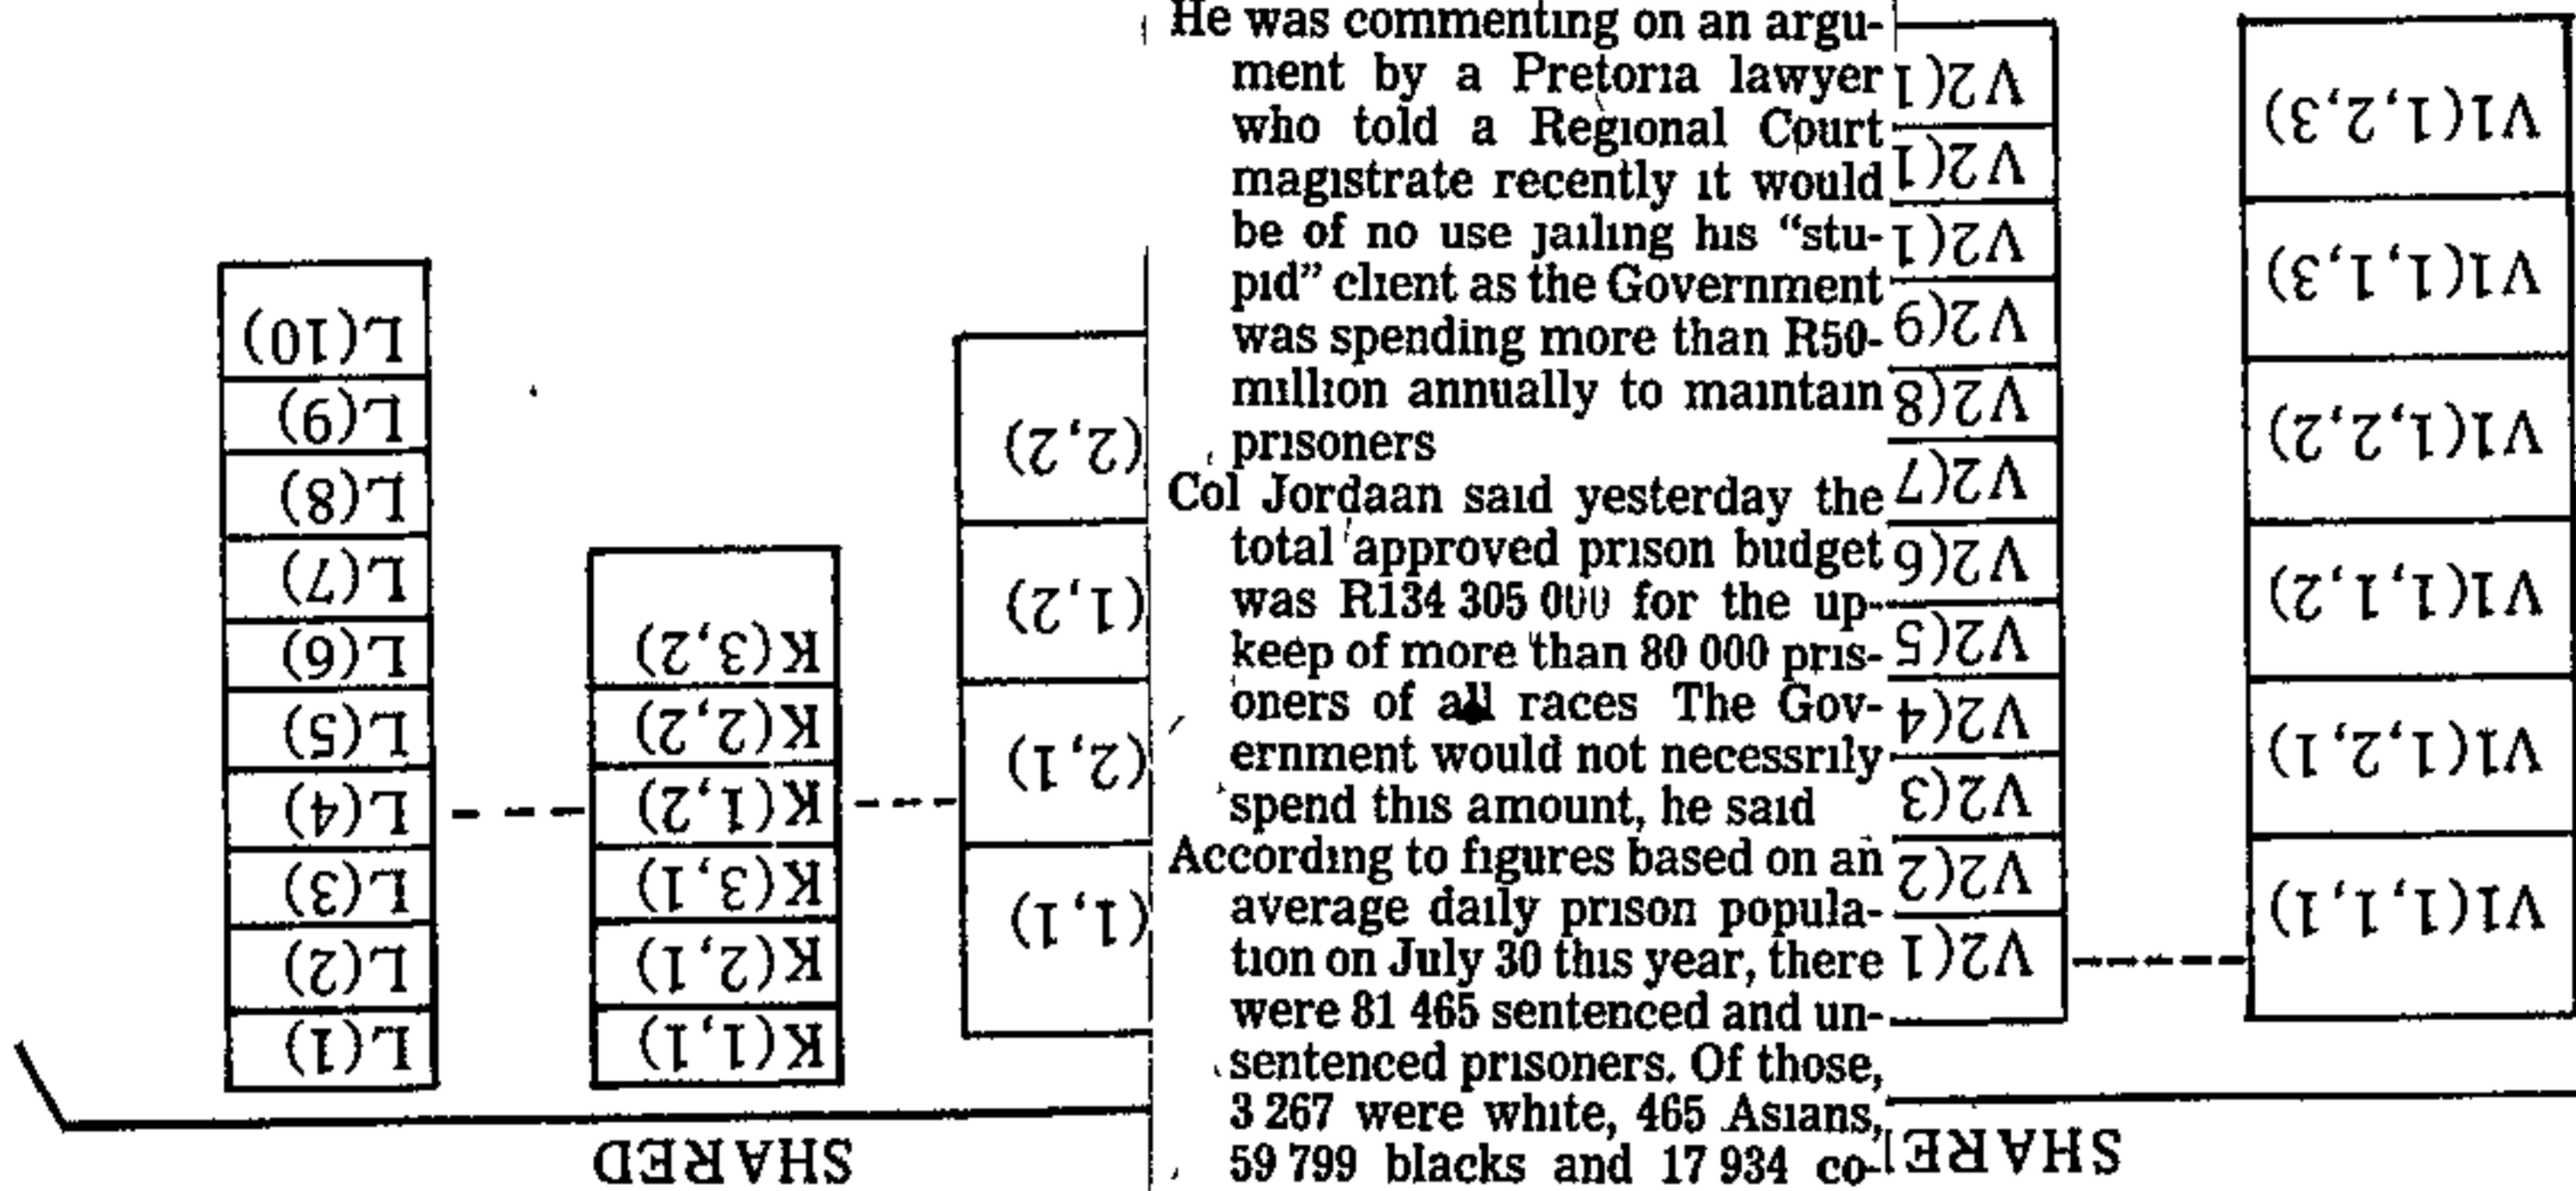 He was commenting on an argu-
ment by a Pretoria lawyer
who told a Regional Court
magistrate recently it would
be of no use jailing his “stu-
pid” client as the Government
was spending more than R50-
million annually to maintain
prisoners
Col Jordaan said yesterday the
total approved prison budget
was R134 305 000 for the up-
keep of more than 80 000 pris-
oners of all races The Gov-
ernment would not necessrily
spend this amount, he said
According to figures based on an
average daily prison popula-
tion on July 30 this year, there
were 81 465 sentenced and un-
sentenced prisoners. Of those,
3 267 were white, 465 Asians,
59 799 blacks and 17 934 co-
SHARE
V1(1,1,1)
V1(1,2,1)
V1(1,1,2)
V1(1,2,2)
V1(1,1,3)
V1(1,2,3)
V2(1
V2(2
V2(3
V2(4
V2(5
V2(6
V2(7
V2(8
V2(9
V2(1
V2(1
V2(1
(1,1)
(2,1)
(1,2)
(2,2)
SHARED
K(1,1)
K(2,1)
K(3,1)
K(1,2)
K(2,2)
K(3,2)
L(1)
L(2)
L(3)
L(4)
L(5)
L(6)
L(7)
L(8)
L(9)
L(10)